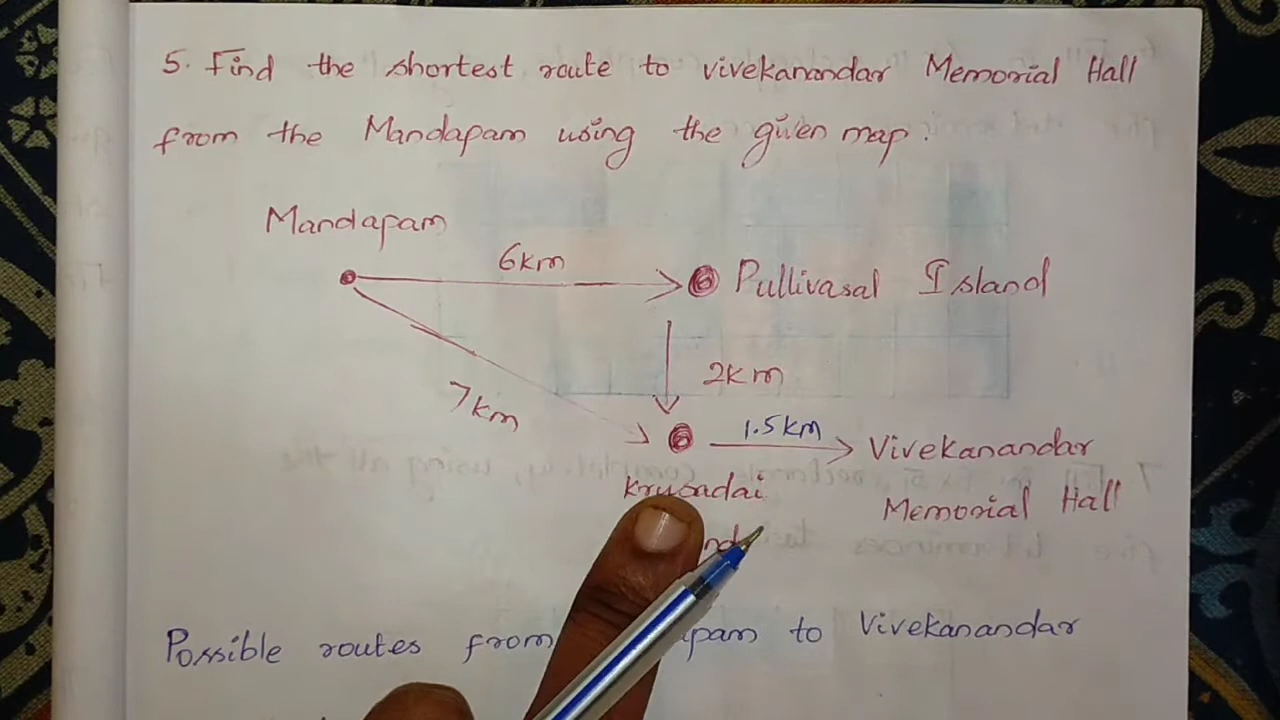 5. Find the shortest route to vivekanandar Memorial Hall
from the Mandapam using the given map.
Mandapam
6km
Pullivasal Island
2km
7km
1.5km
Vivekanandar
Krusadai
Memorial Hall
Possible routes from to Vivekanandar